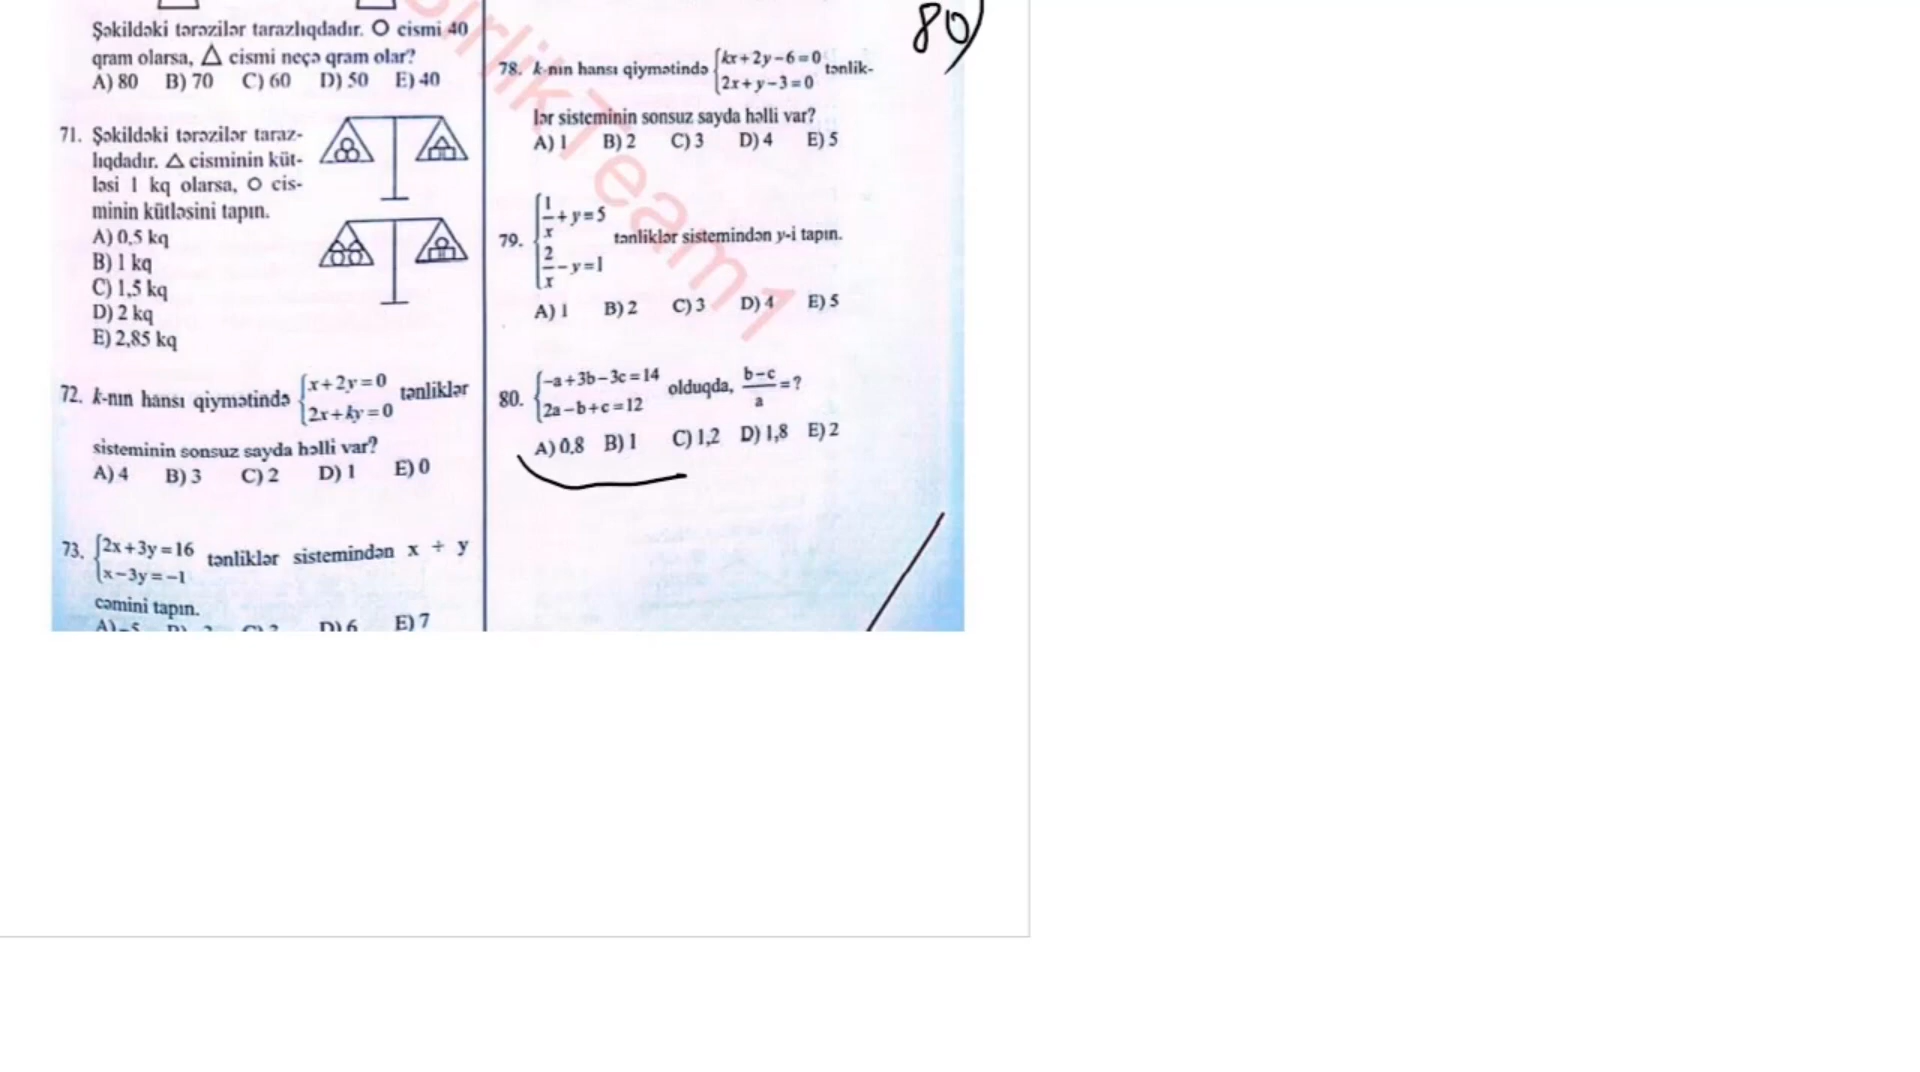 Şəkildəki tərəzilər tarazlıqdadır. O cismi 40
qram olarsa, △ cismi neçə qram olar?
A) 80 B) 70 C) 60 D) 50 E) 40
71. Şəkildəki tərəzilər taraz-
lıqdadır. △ cisminin küt-
ləsi 1 kq olarsa, O cis-
minin kütləsini tapın.
A) 0,5 kq
B) 1 kq
C) 1,5 kq
D) 2 kq
E) 2,85 kq
72. k-nın hansı qiymətində {x+2y=0 tənliklər
2x+ky=0
sisteminin sonsuz sayda həlli var?
A) 4 B) 3 C) 2 D) 1 E) 0
73. {2x+3y=16 tənliklər sistemindən x + y
x-3y=-1
cəmini tapın.
A) -5 D) 6 E) 7
80)
78. k-nin hansı qiymətində {kx+2y-6=0 tənlik-
2x+y-3=0
lər sisteminin sonsuz sayda həlli var?
A) 1 B) 2 C) 3 D) 4 E) 5
79. {1/x+y=5 tənliklər sistemindən y-i tapın.
2/x-y=1
A) 1 B) 2 C) 3 D) 4 E) 5
80. {-a+3b-3c=14 olduqda, b-c/a=?
2a-b+c=12
A) 0,8 B) 1 C) 1,2 D) 1,8 E) 2
BirlikTeam1